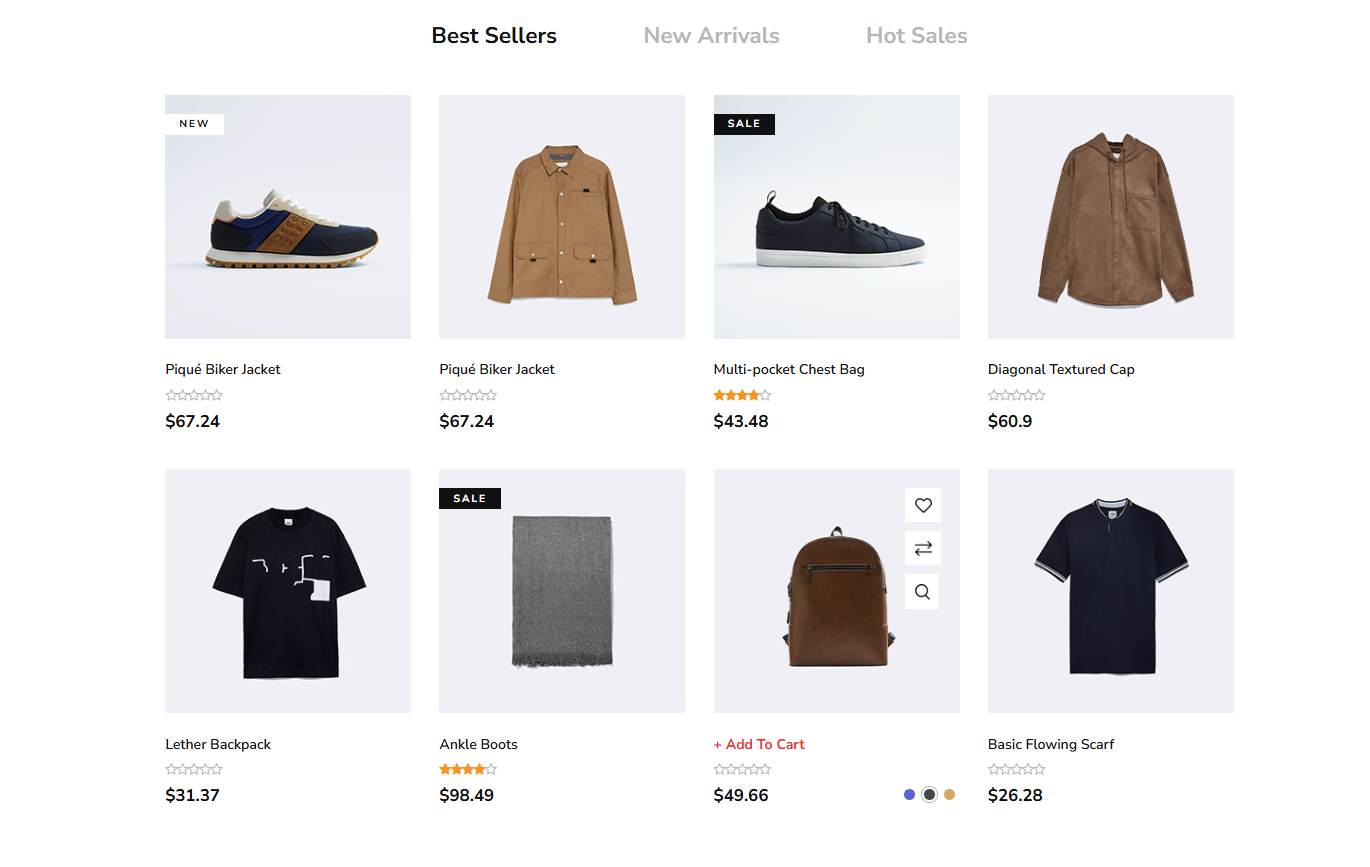 Best Sellers New Arrivals Hot Sales
NEW
SALE
Piqué Biker Jacket
$67.24
Piqué Biker Jacket
$67.24
Multi-pocket Chest Bag
$43.48
Diagonal Textured Cap
$60.9
SALE
Lether Backpack
$31.37
Ankle Boots
$98.49
+ Add To Cart
$49.66
Basic Flowing Scarf
$26.28